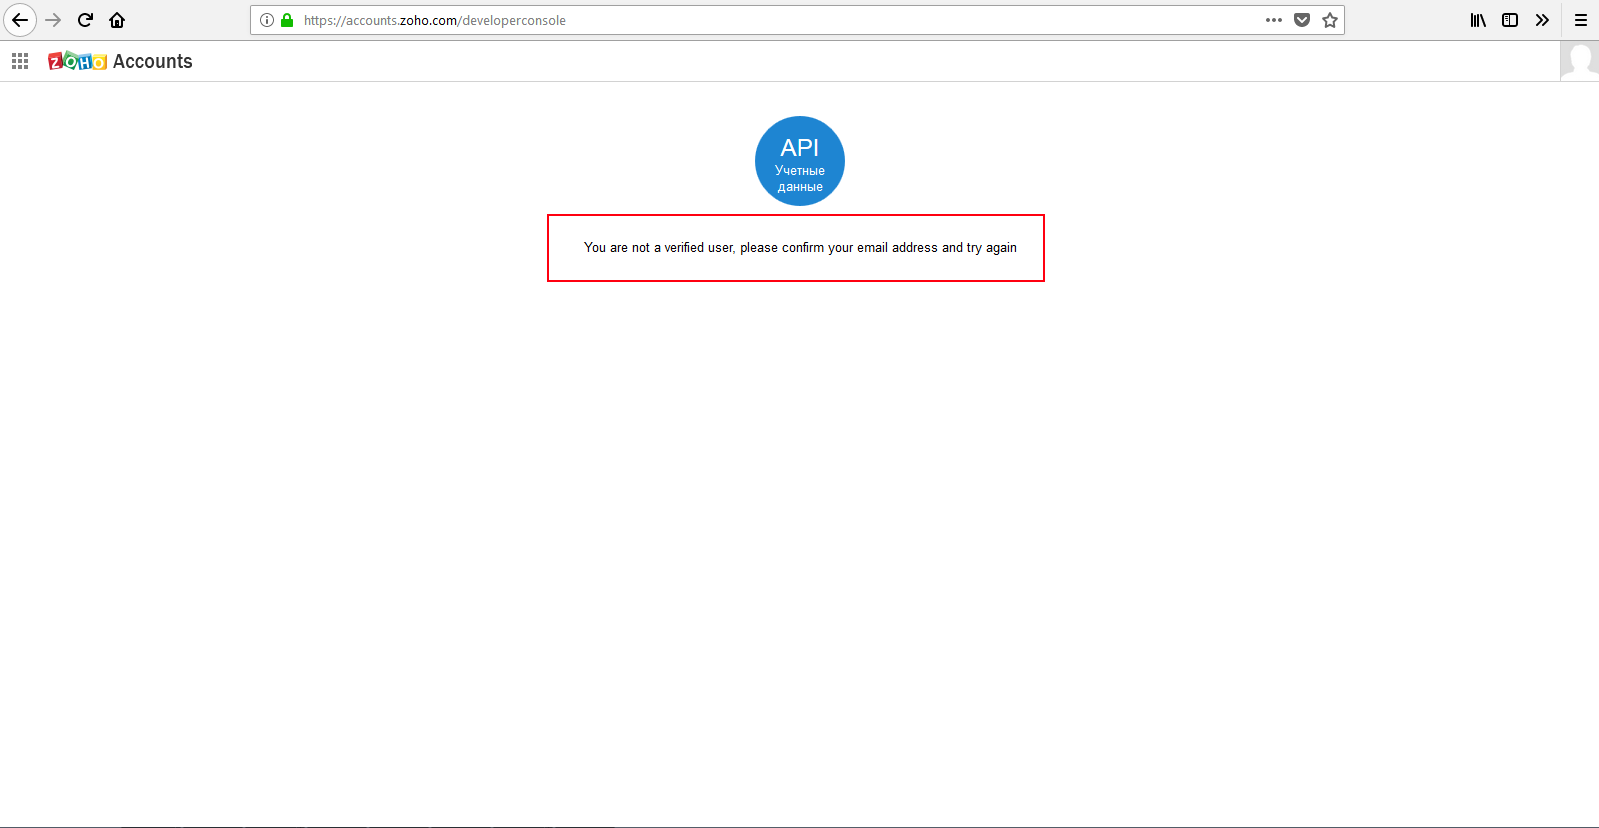 https://accounts.zoho.com/developerconsole
ZOHO Accounts
API
Учетные
данные
You are not a verified user, please confirm your email address and try again